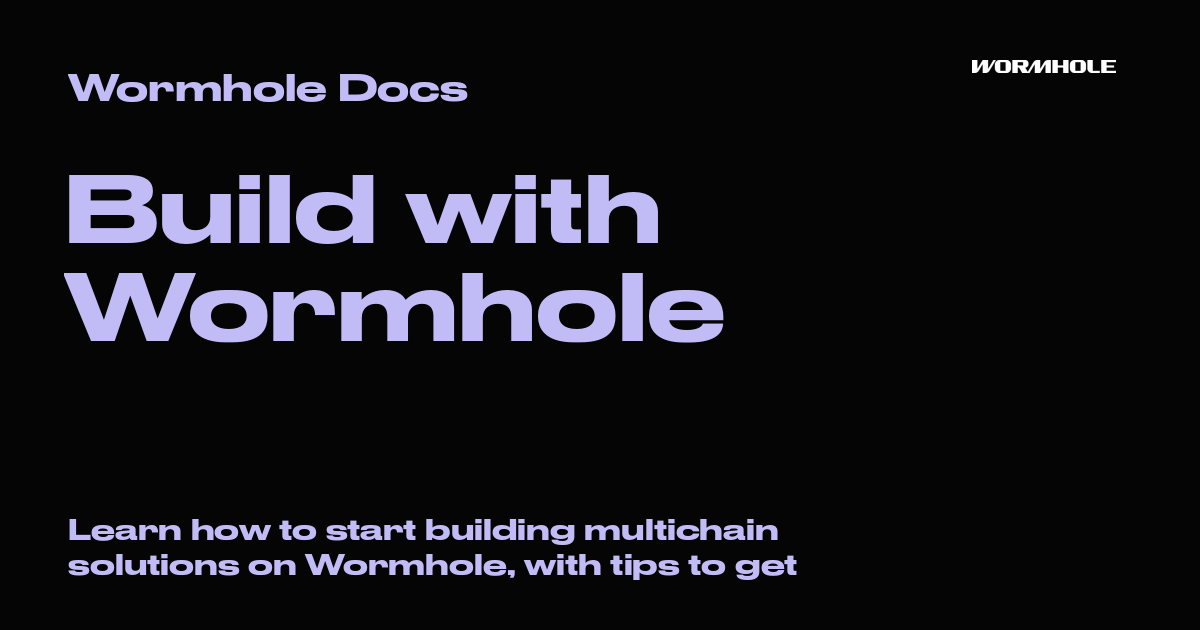 Wormhole Docs
WORMHOLE
Build with
Wormhole
Learn how to start building multichain
solutions on Wormhole, with tips to get